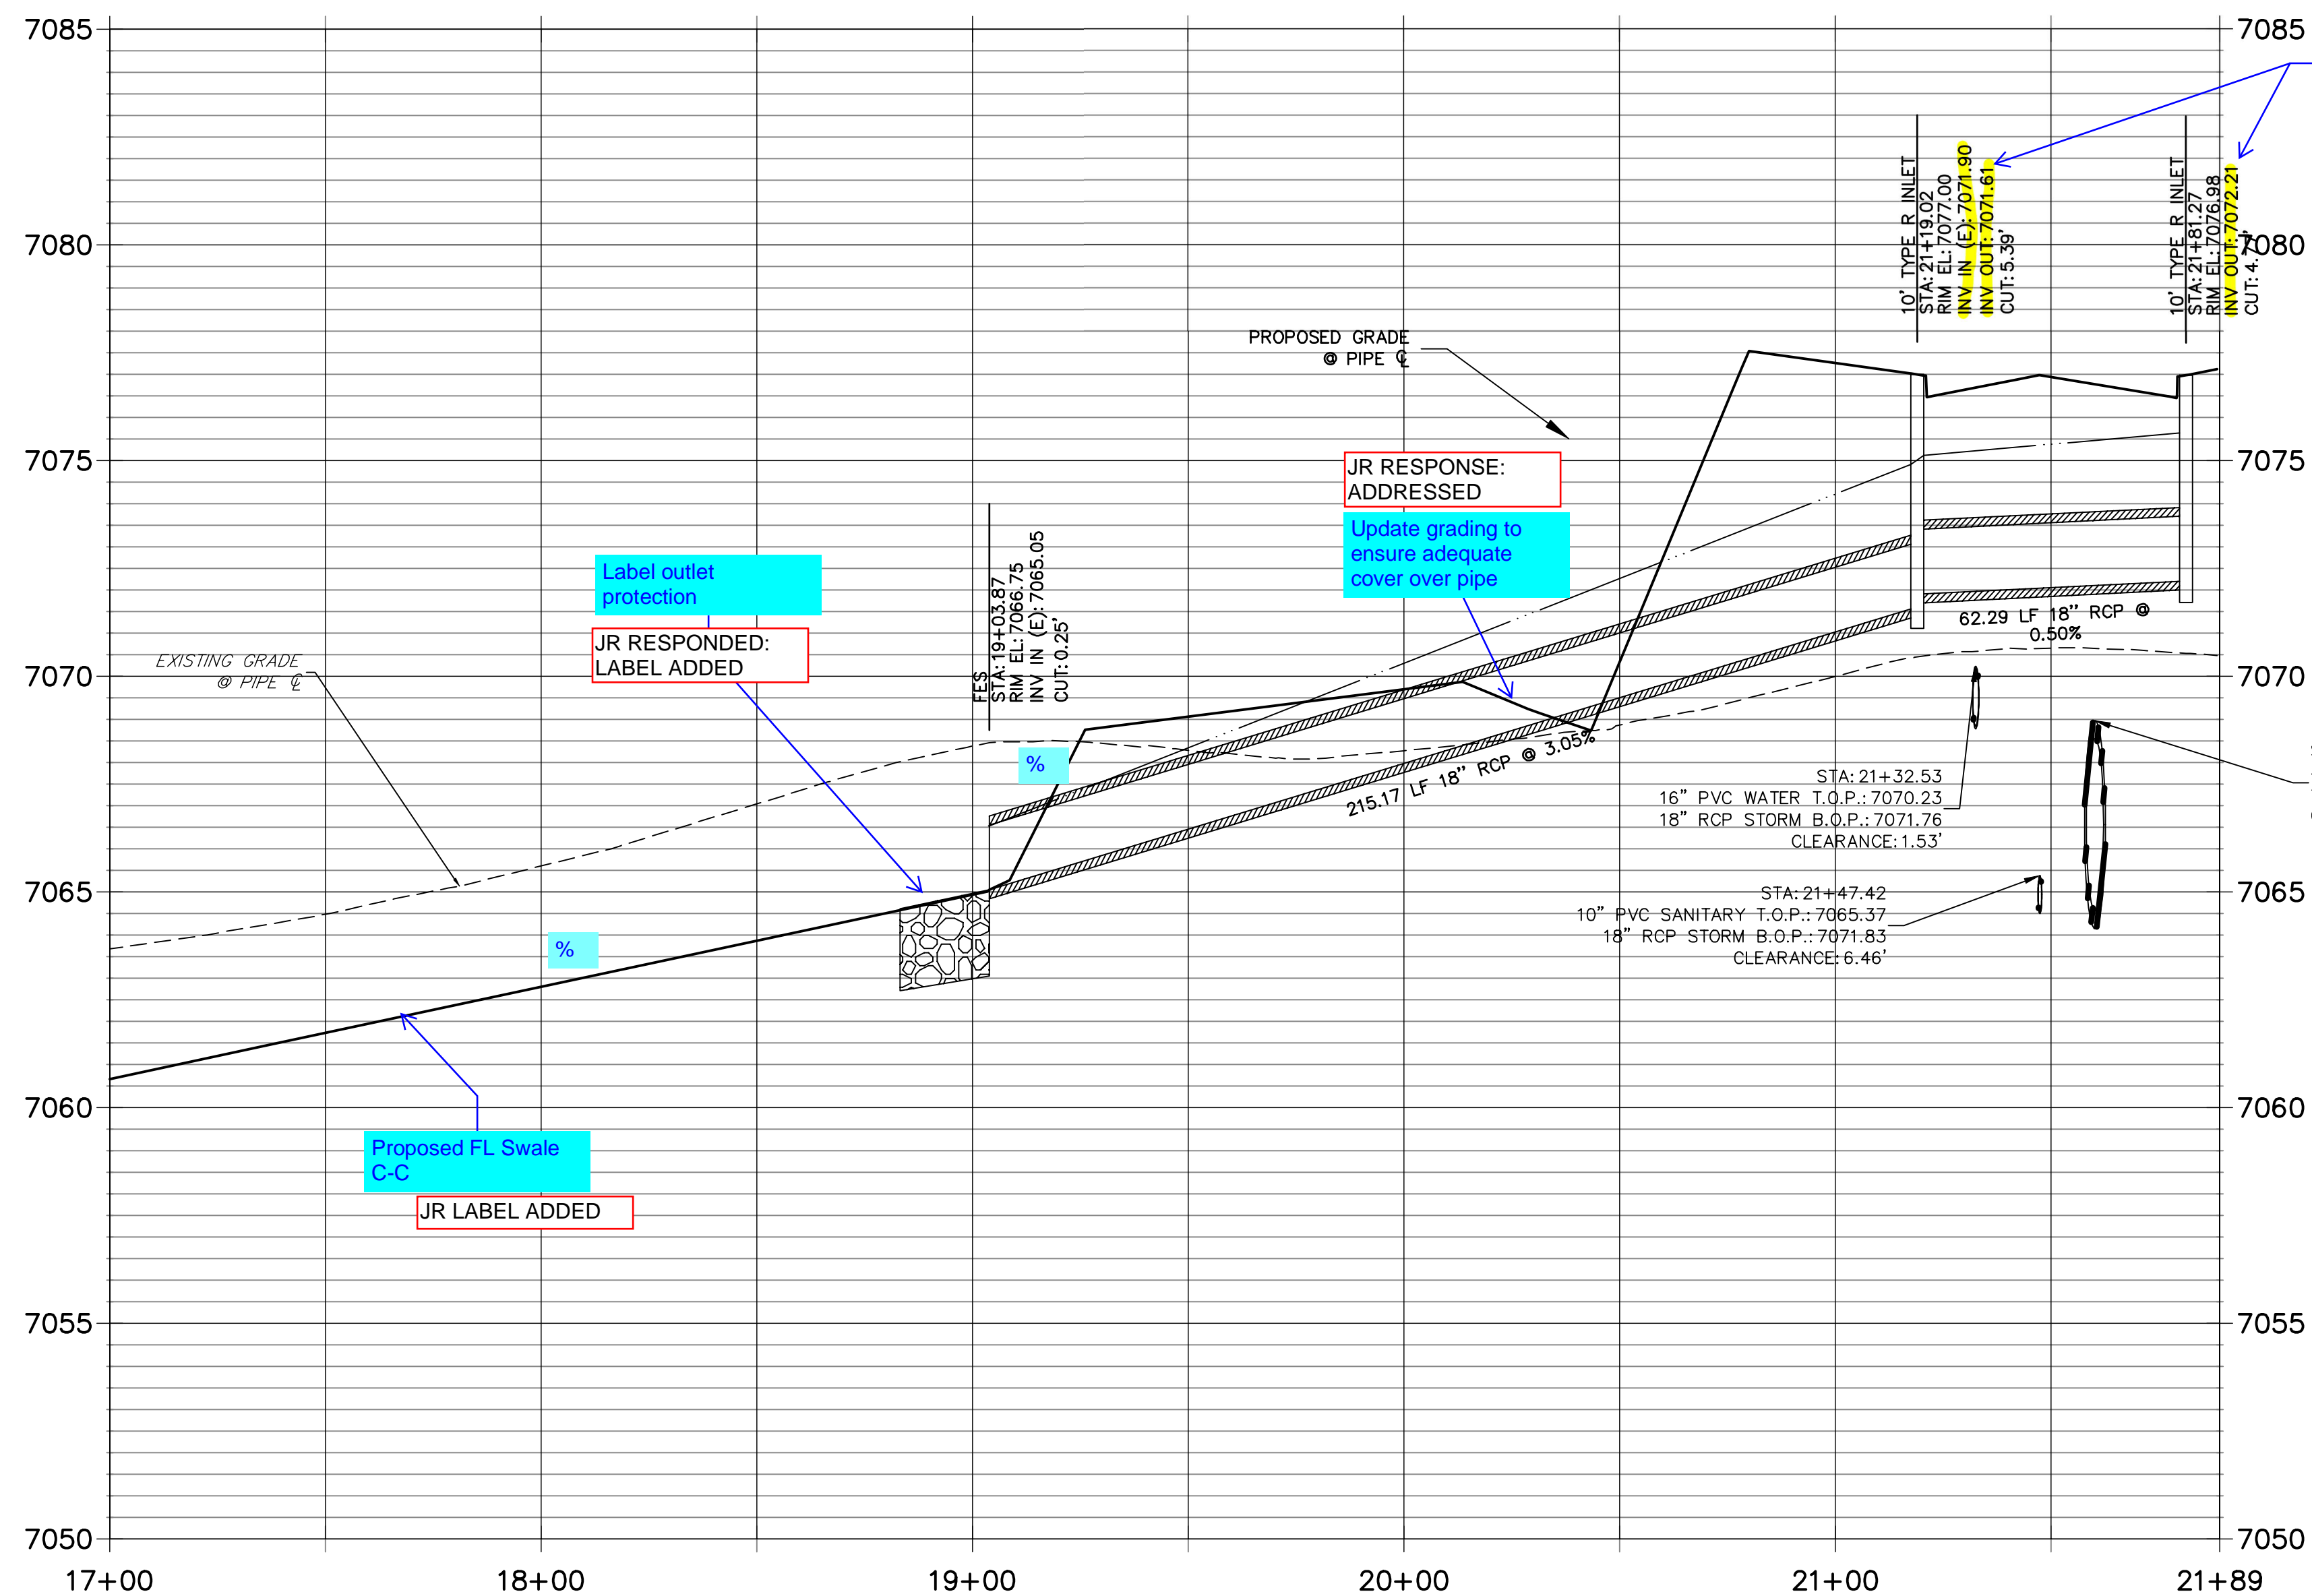 7085
7080
7075
7070
7065
7060
7055
7050
7085
7080
7075
7070
7065
7060
7055
7050
17+00
18+00
19+00
20+00
21+00
21+89
10' TYPE R INLET
STA: 21+19.02
RIM EL: 7077.00
INV IN (E): 7071.90
INV OUT: 7071.61
CUT: 5.39'
10' TYPE R INLET
STA: 21+81.27
RIM EL: 7076.98
INV OUT: 7072.21
CUT: 4.77'
PROPOSED GRADE
@ PIPE ℄
JR RESPONSE:
ADDRESSED
Update grading to
ensure adequate
cover over pipe
FES
STA: 19+03.87
RIM EL: 7066.75
INV IN (E): 7065.05
CUT: 0.25'
Label outlet
protection
JR RESPONDED:
LABEL ADDED
EXISTING GRADE
@ PIPE ℄
%
62.29 LF 18" RCP @
0.50%
215.17 LF 18" RCP @ 3.05%
STA: 21+32.53
16" PVC WATER T.O.P.: 7070.23
18" RCP STORM B.O.P.: 7071.76
CLEARANCE: 1.53'
STA: 21+47.42
10" PVC SANITARY T.O.P.: 7065.37
18" RCP STORM B.O.P.: 7071.83
CLEARANCE: 6.46'
%
Proposed FL Swale
C-C
JR LABEL ADDED